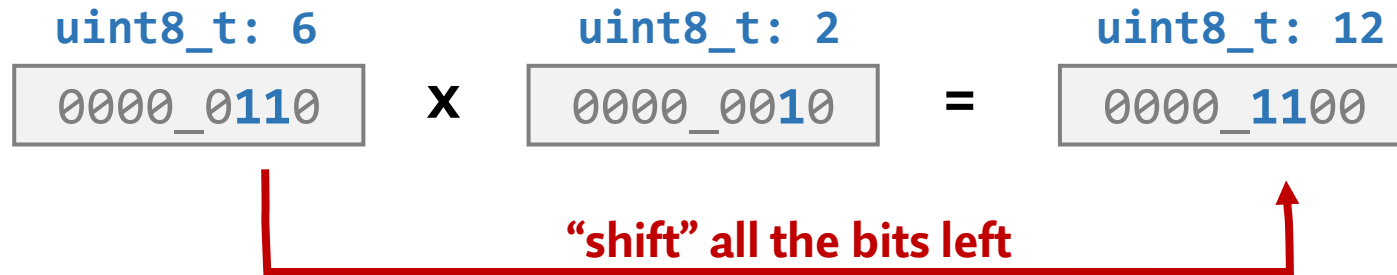 uint8_t: 6 uint8_t: 2 uint8_t: 12
0000_0110 x 0000_0010 = 0000_1100
“shift” all the bits left